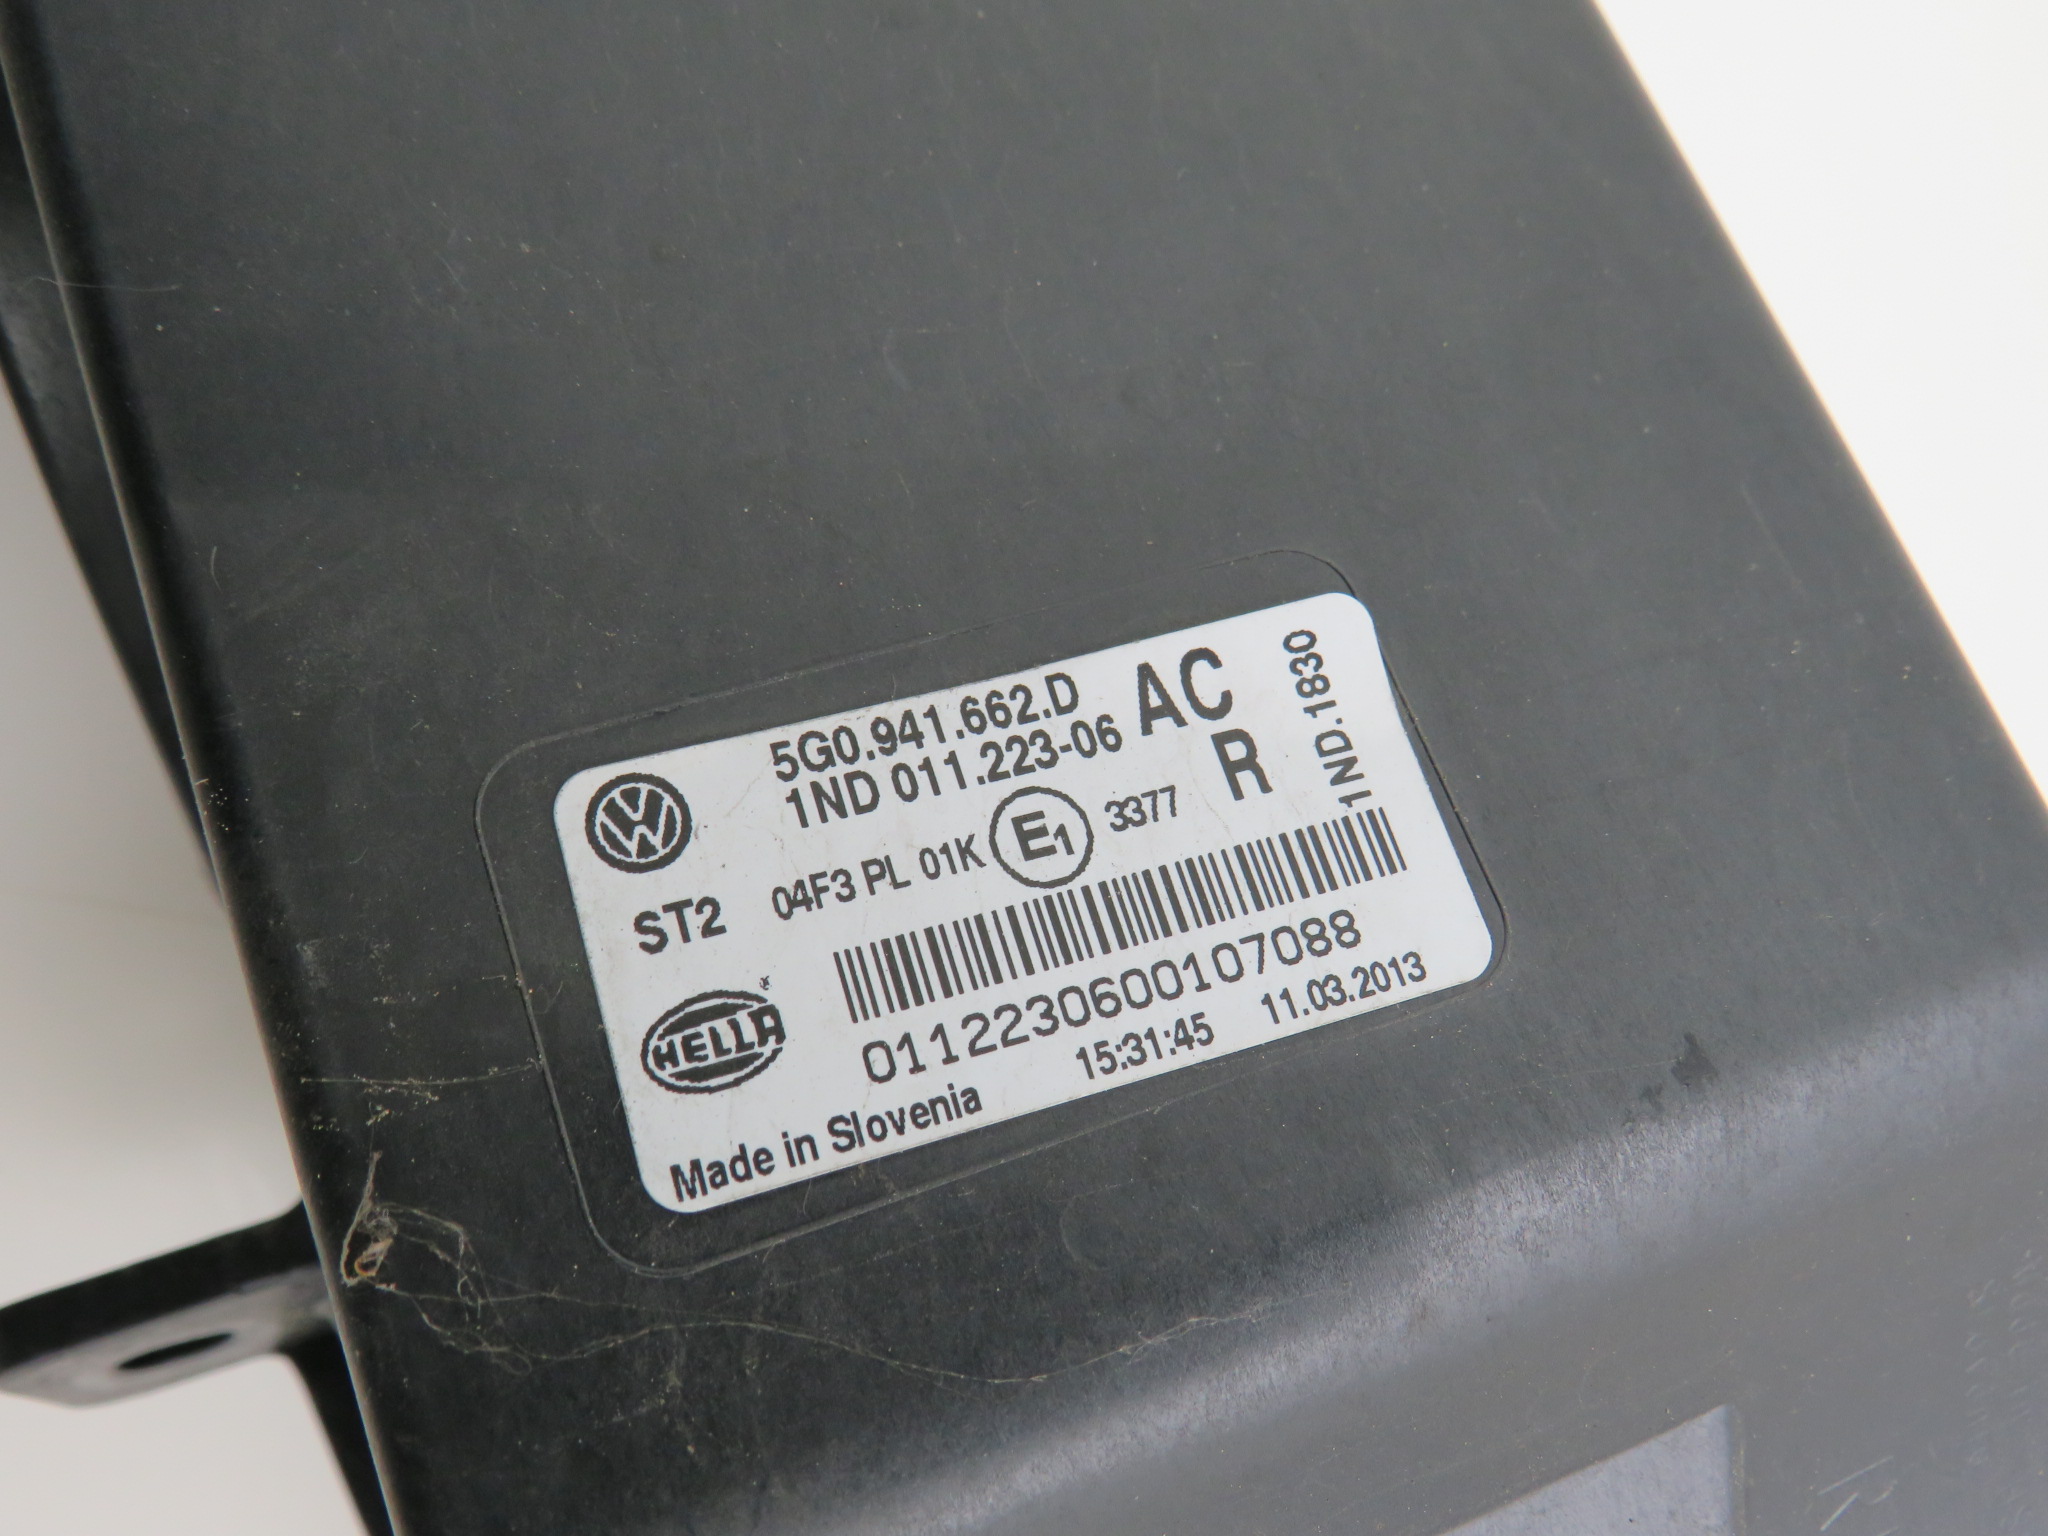 5G0.941.662.D AC
1ND 011.223-06 R
1ND.1830
04F3 PL 01K E1 3377
ST2
HELLA
0112230600107088
15:31:45 11.03.2013
Made in Slovenia
R